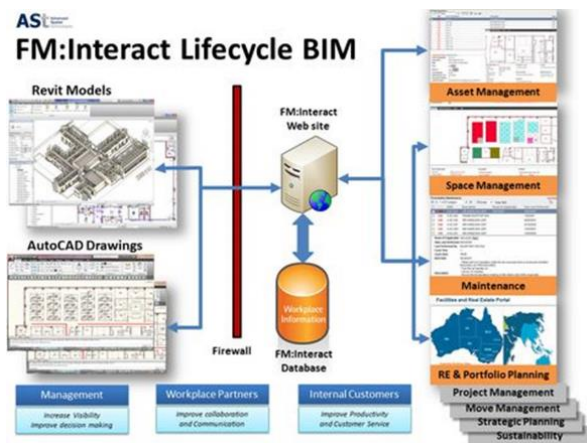 AS
FM:Interact Lifecycle BIM
Revit Models
FM:Interact
Web site
Asset Management
Space Management
AutoCAD Drawings
Workplace
Information
Maintenance
Facilities and Real Estate Portal
Firewall
FM:Interact
Database
RE & Portfolio Planning
Project Management
Move Management
Strategic Planning
Sustainability
Management
Increase Visibility
Improve decision making
Workplace Partners
Improve collaboration
and Communication
Internal Customers
Improve Productivity
and Customer Service